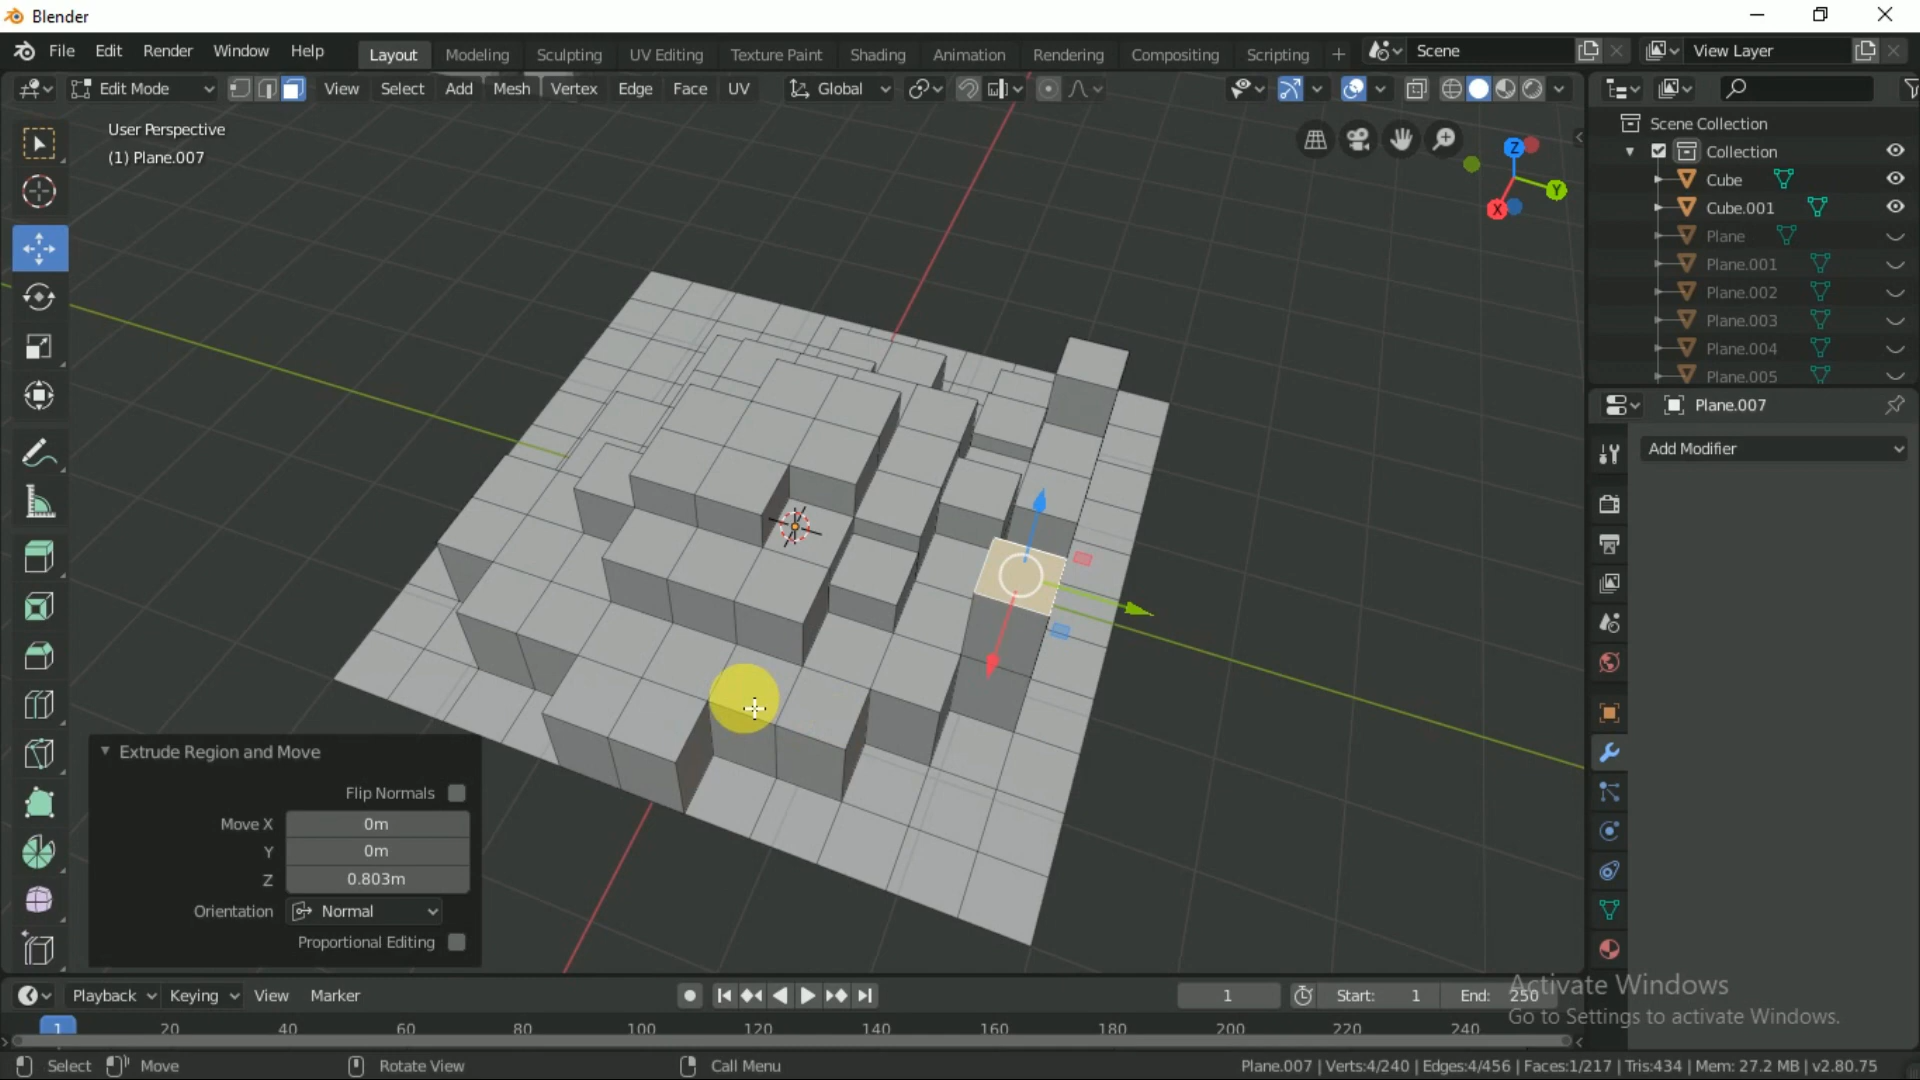 Blender
File Edit Render Window Help Layout Modeling Sculpting UV Editing Texture Paint Shading Animation Rendering Compositing Scripting + Scene View Layer
Edit Mode View Select Add Mesh Vertex Edge Face UV Global
User Perspective
(1) Plane.007
Z
Y
X
Scene Collection
Collection
Cube
Cube.001
Plane
Plane.001
Plane.002
Plane.003
Plane.004
Plane.005
Plane.007
Add Modifier
Extrude Region and Move
Flip Normals
Move X 0m
Y 0m
Z 0.803m
Orientation Normal
Proportional Editing
Playback Keying View Marker 1 Start: 1 End: 250
1 20 40 60 80 100 120 140 160 180 200 220 240
Activate Windows
Go to Settings to activate Windows.
Select Move Rotate View Call Menu Plane.007 | Verts:4/240 | Edges:4/456 | Faces:1/217 | Tris:434 | Mem: 27.2 MB | v2.80.75